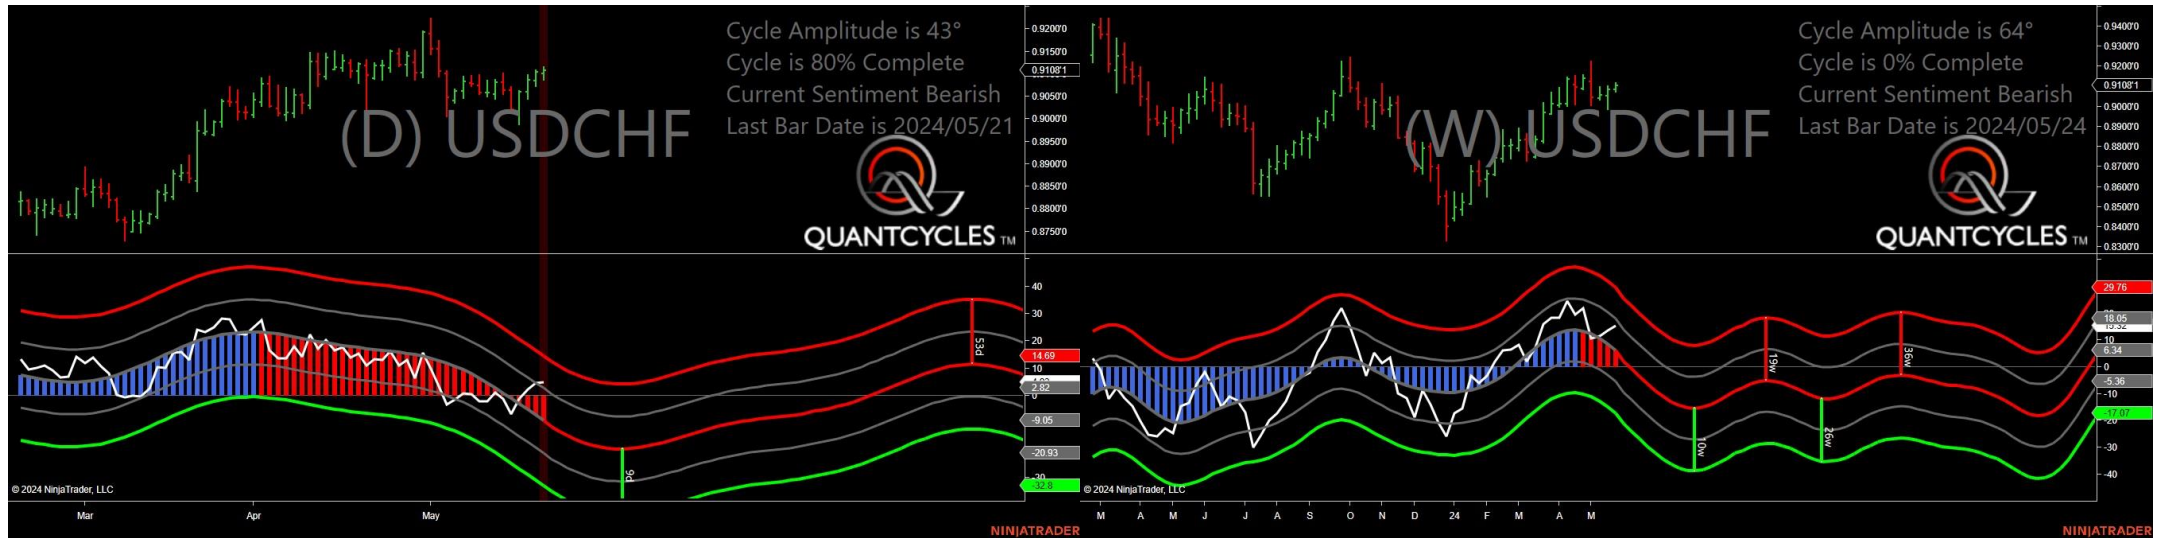 Cycle Amplitude is 43°
Cycle is 80% Complete
Current Sentiment Bearish
Last Bar Date is 2024/05/21
(D) USDCHF
QUANTCYCLES TM
0.9200'0
0.9150'0
0.9108'1
0.9050'0
0.9000'0
0.8950'0
0.8900'0
0.8850'0
0.8800'0
0.8750'0
40
30
20
14.69
10
2.82
0
-9.05
-20.93
-32.8
53d
9d
© 2024 NinjaTrader, LLC
Mar Apr May
NINJATRADER
Cycle Amplitude is 64°
Cycle is 0% Complete
Current Sentiment Bearish
Last Bar Date is 2024/05/24
(W) USDCHF
QUANTCYCLES TM
0.9400'0
0.9300'0
0.9200'0
0.9108'1
0.9000'0
0.8900'0
0.8800'0
0.8700'0
0.8600'0
0.8500'0
0.8400'0
0.8300'0
29.76
18.05
15.32
10
6.34
0
-5.36
-10
-17.07
-20
-30
-40
19w
36w
10w
26w
© 2024 NinjaTrader, LLC
M A M J J A S O N D 24 F M A M
NINJATRADER